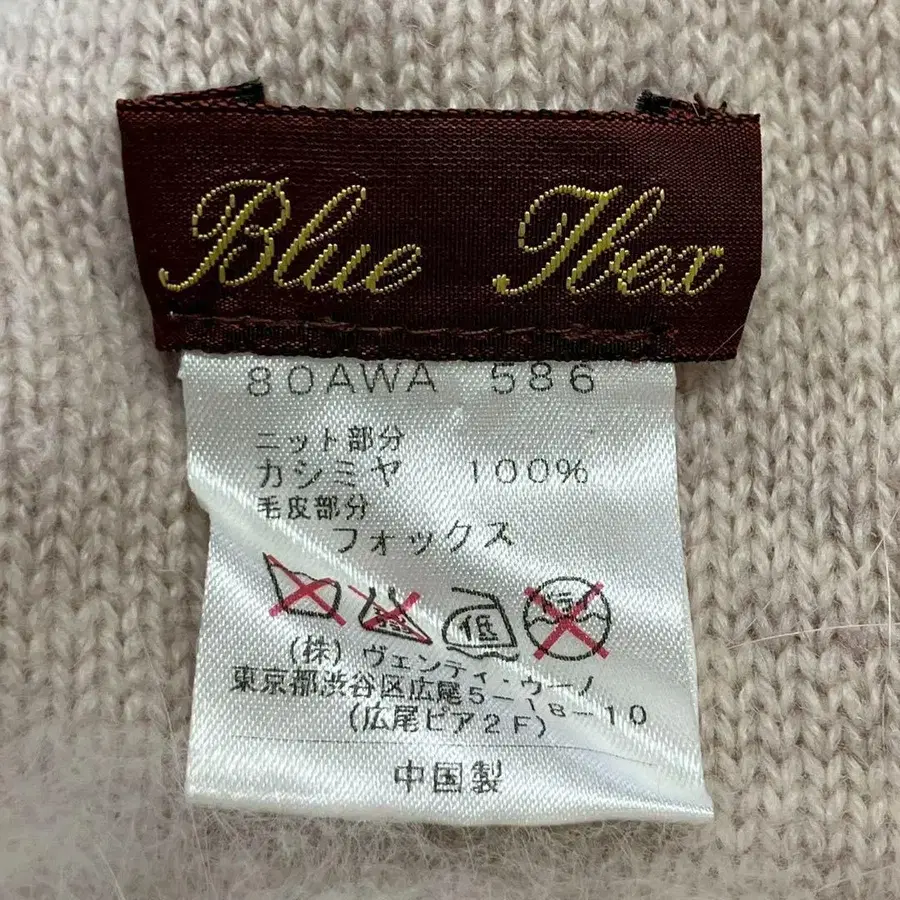 Blue Ibex
80AWA 586
ニット部分
カシミヤ 100%
毛皮部分
フォックス
低
(株) ヴェンティ・ウーノ
東京都渋谷区広尾5-18-10
(広尾ピア2F)
中国製